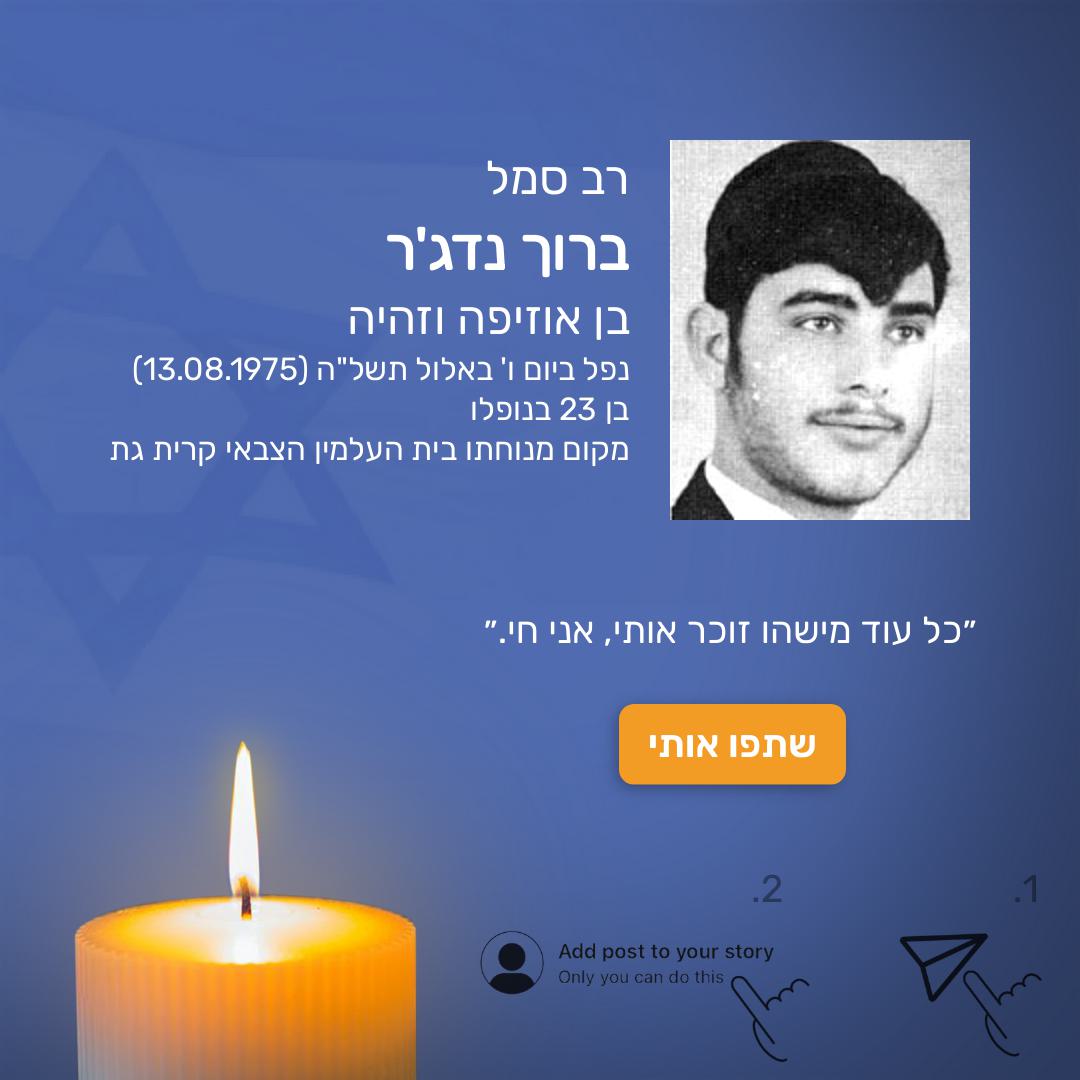 רב סמל
ברוך נדג'ר
בן אוזיפה וזהיה
נפל ביום ו' באלול תשל"ה (13.08.1975)
בן 23 בנופלו
מקום מנוחתו בית העלמין הצבאי קרית גת
״כל עוד מישהו זוכר אותי, אני חי.״
שתפו אותי
1.
2.
Add post to your story
Only you can do this